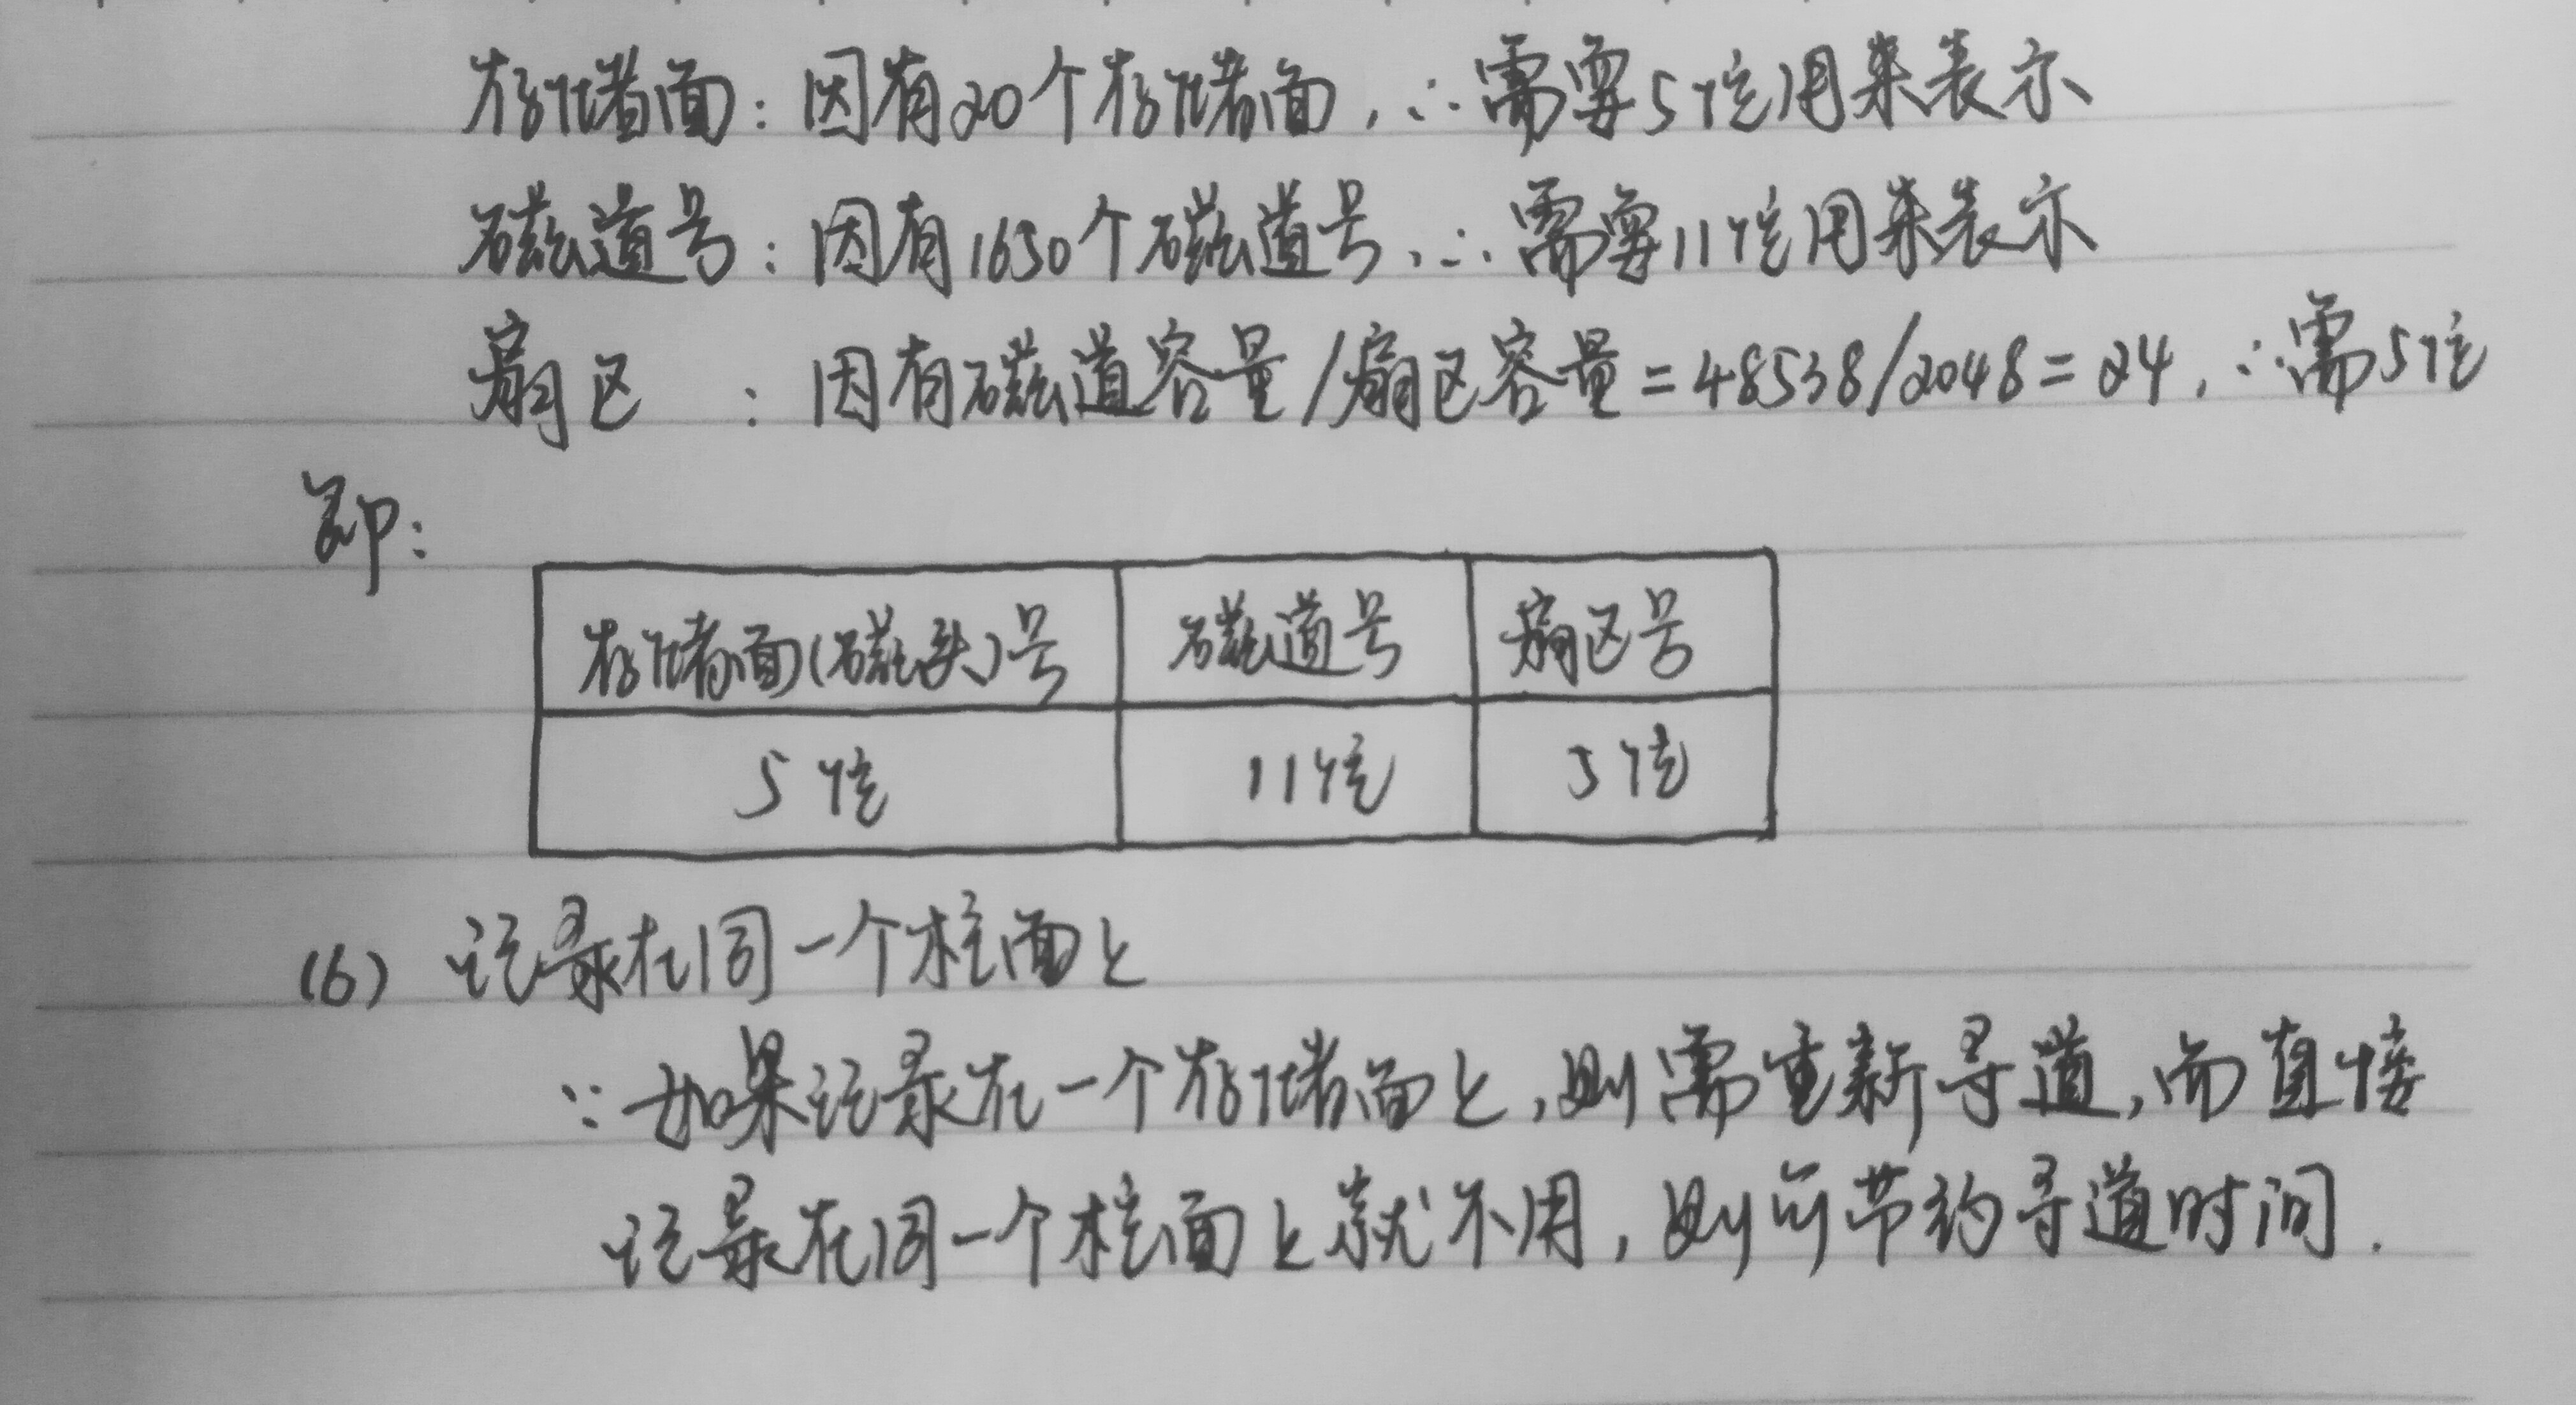 存储面：因有20个存储面，∴需要5位用来表示
磁道号：因有1650个磁道号，∴需要11位用来表示
扇区：因有磁道容量/扇区容量=48538/2048=24，∴需5位
即：
存储面(磁头)号 磁道号 扇区号
5位 11位 5位
(6) 记录在同一个柱面上
∵如果记录在一个存储面上，则需重新寻道，而直接
记录在同一个柱面上就不用，则可节约寻道时间.